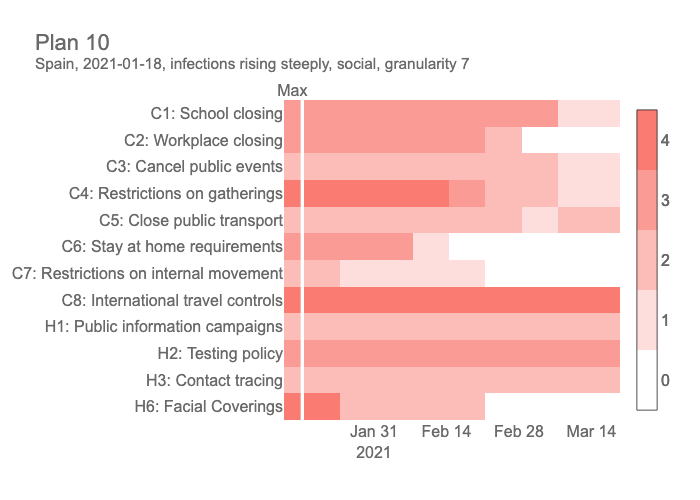 Plan 10
Spain, 2021-01-18, infections rising steeply, social, granularity 7
Max
C1: School closing
C2: Workplace closing
C3: Cancel public events
C4: Restrictions on gatherings
C5: Close public transport
C6: Stay at home requirements
C7: Restrictions on internal movement
C8: International travel controls
H1: Public information campaigns
H2: Testing policy
H3: Contact tracing
H6: Facial Coverings
Jan 31 Feb 14 Feb 28 Mar 14
2021
4
3
2
1
0